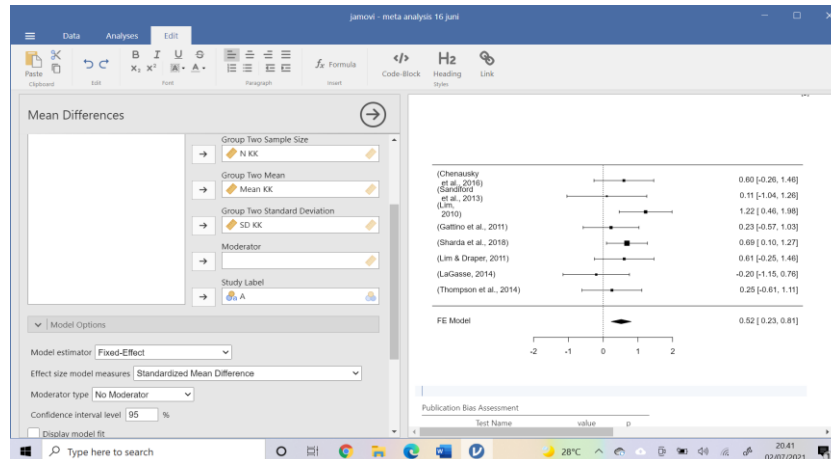 jamovi - meta analysis 16 juni
Data Analyses Edit
Paste
B I U S
X₂ X² A A
fx Formula
</>
Code-Block
H2
Heading
Link
Clipboard Edit Font Paragraph Insert Styles
Mean Differences
Group Two Sample Size
N KK
Group Two Mean
Mean KK
Group Two Standard Deviation
SD KK
Moderator
Study Label
A
Model Options
Model estimator Fixed-Effect
Effect size model measures Standardized Mean Difference
Moderator type No Moderator
Confidence interval level 95 %
Display model fit
(Chenausky
et al., 2016) 0.60 [-0.26, 1.46]
(Sandiford
et al., 2013) 0.11 [-1.04, 1.26]
(Lim,
2010) 1.22 [ 0.46, 1.98]
(Gattino et al., 2011) 0.23 [-0.57, 1.03]
(Sharda et al., 2018) 0.69 [ 0.10, 1.27]
(Lim & Draper, 2011) 0.61 [-0.25, 1.46]
(LaGasse, 2014) -0.20 [-1.15, 0.76]
(Thompson et al., 2014) 0.25 [-0.61, 1.11]
FE Model 0.52 [ 0.23, 0.81]
-2 -1 0 1 2
Publication Bias Assessment
Test Name value p
Type here to search
28°C
20.41
02/07/2021